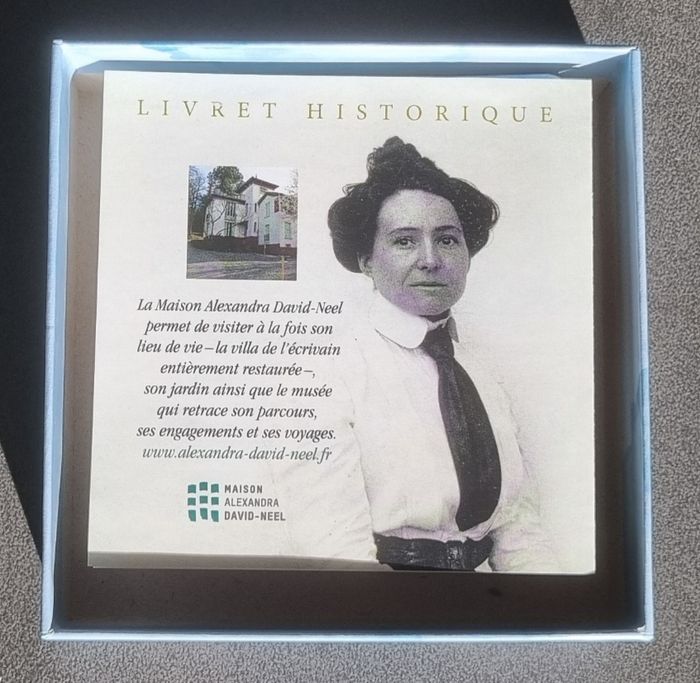 LIVRET HISTORIQUE
La Maison Alexandra David-Neel
permet de visiter à la fois son
lieu de vie – la villa de l'écrivain
entièrement restaurée –,
son jardin ainsi que le musée
qui retrace son parcours,
ses engagements et ses voyages.
www.alexandra-david-neel.fr
MAISON
ALEXANDRA
DAVID-NEEL